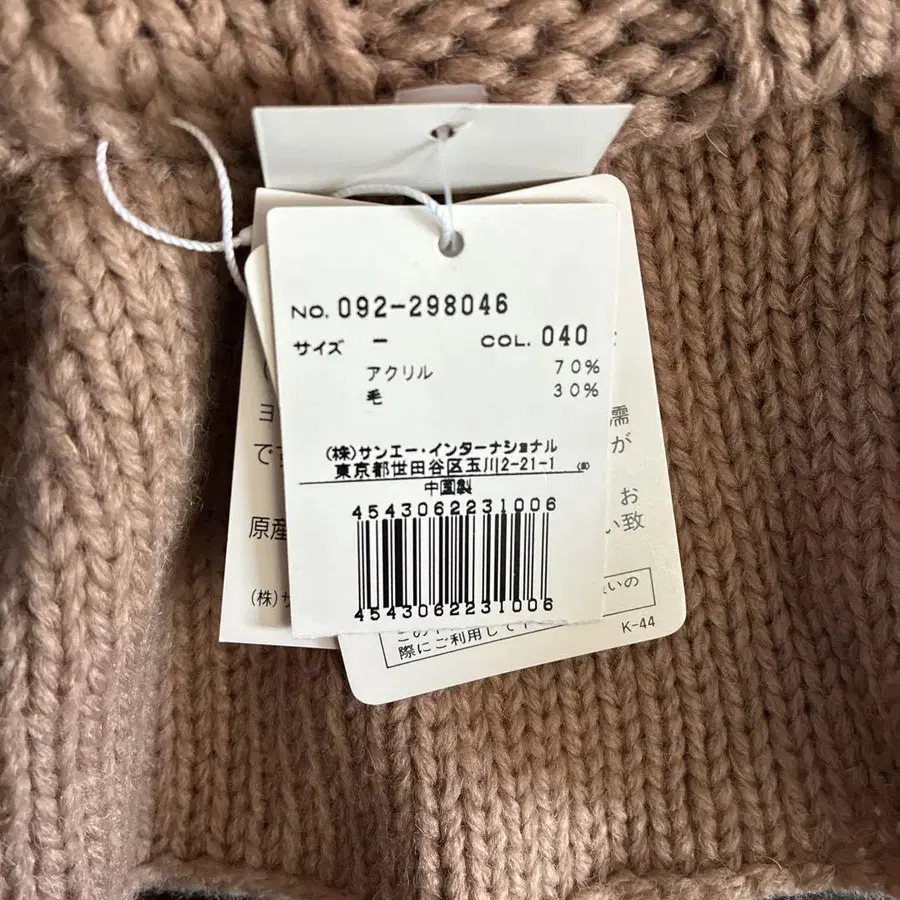 No. 092-298046
サイズ - COL. 040
アクリル 70%
毛 30%
(株)サンエー・インターナショナル
東京都世田谷区玉川2-21-1
中国製
4543062231006
4543062231006
ヨ
で
原産
(株)サ
濡
が
お
い致
いの
この
際にご利用して下
K-44